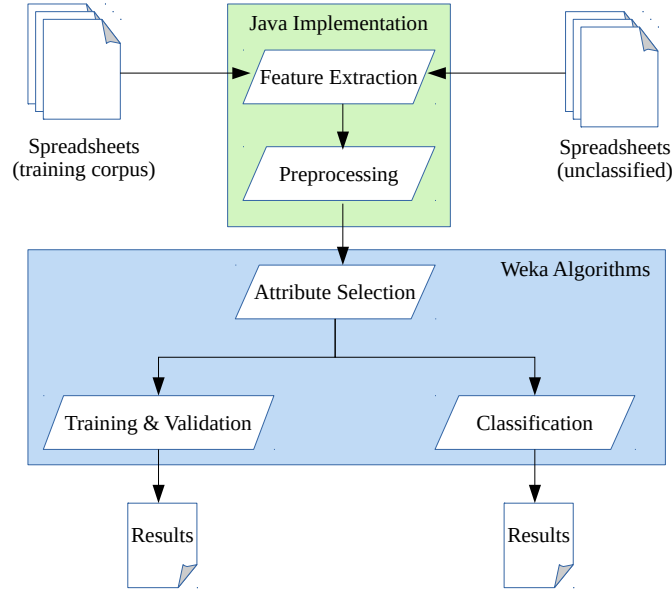 Java Implementation
Feature Extraction
Spreadsheets
(training corpus)
Spreadsheets
(unclassified)
Preprocessing
Weka Algorithms
Attribute Selection
Training & Validation
Classification
Results
Results